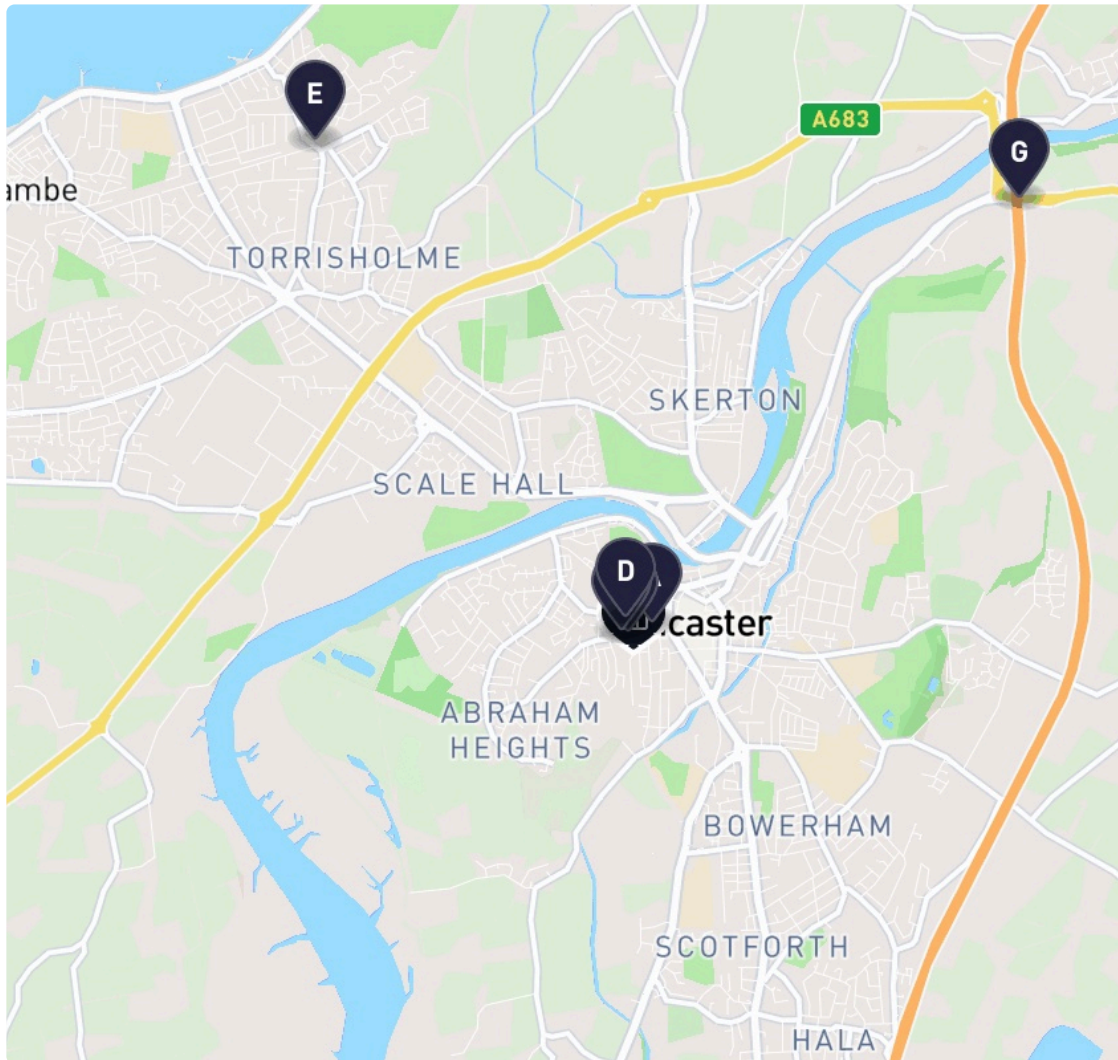 E
A683
G
ambe
TORRISHOLME
SKERTON
SCALE HALL
D
caster
ABRAHAM
HEIGHTS
BOWERHAM
SCOTFORTH
HALA